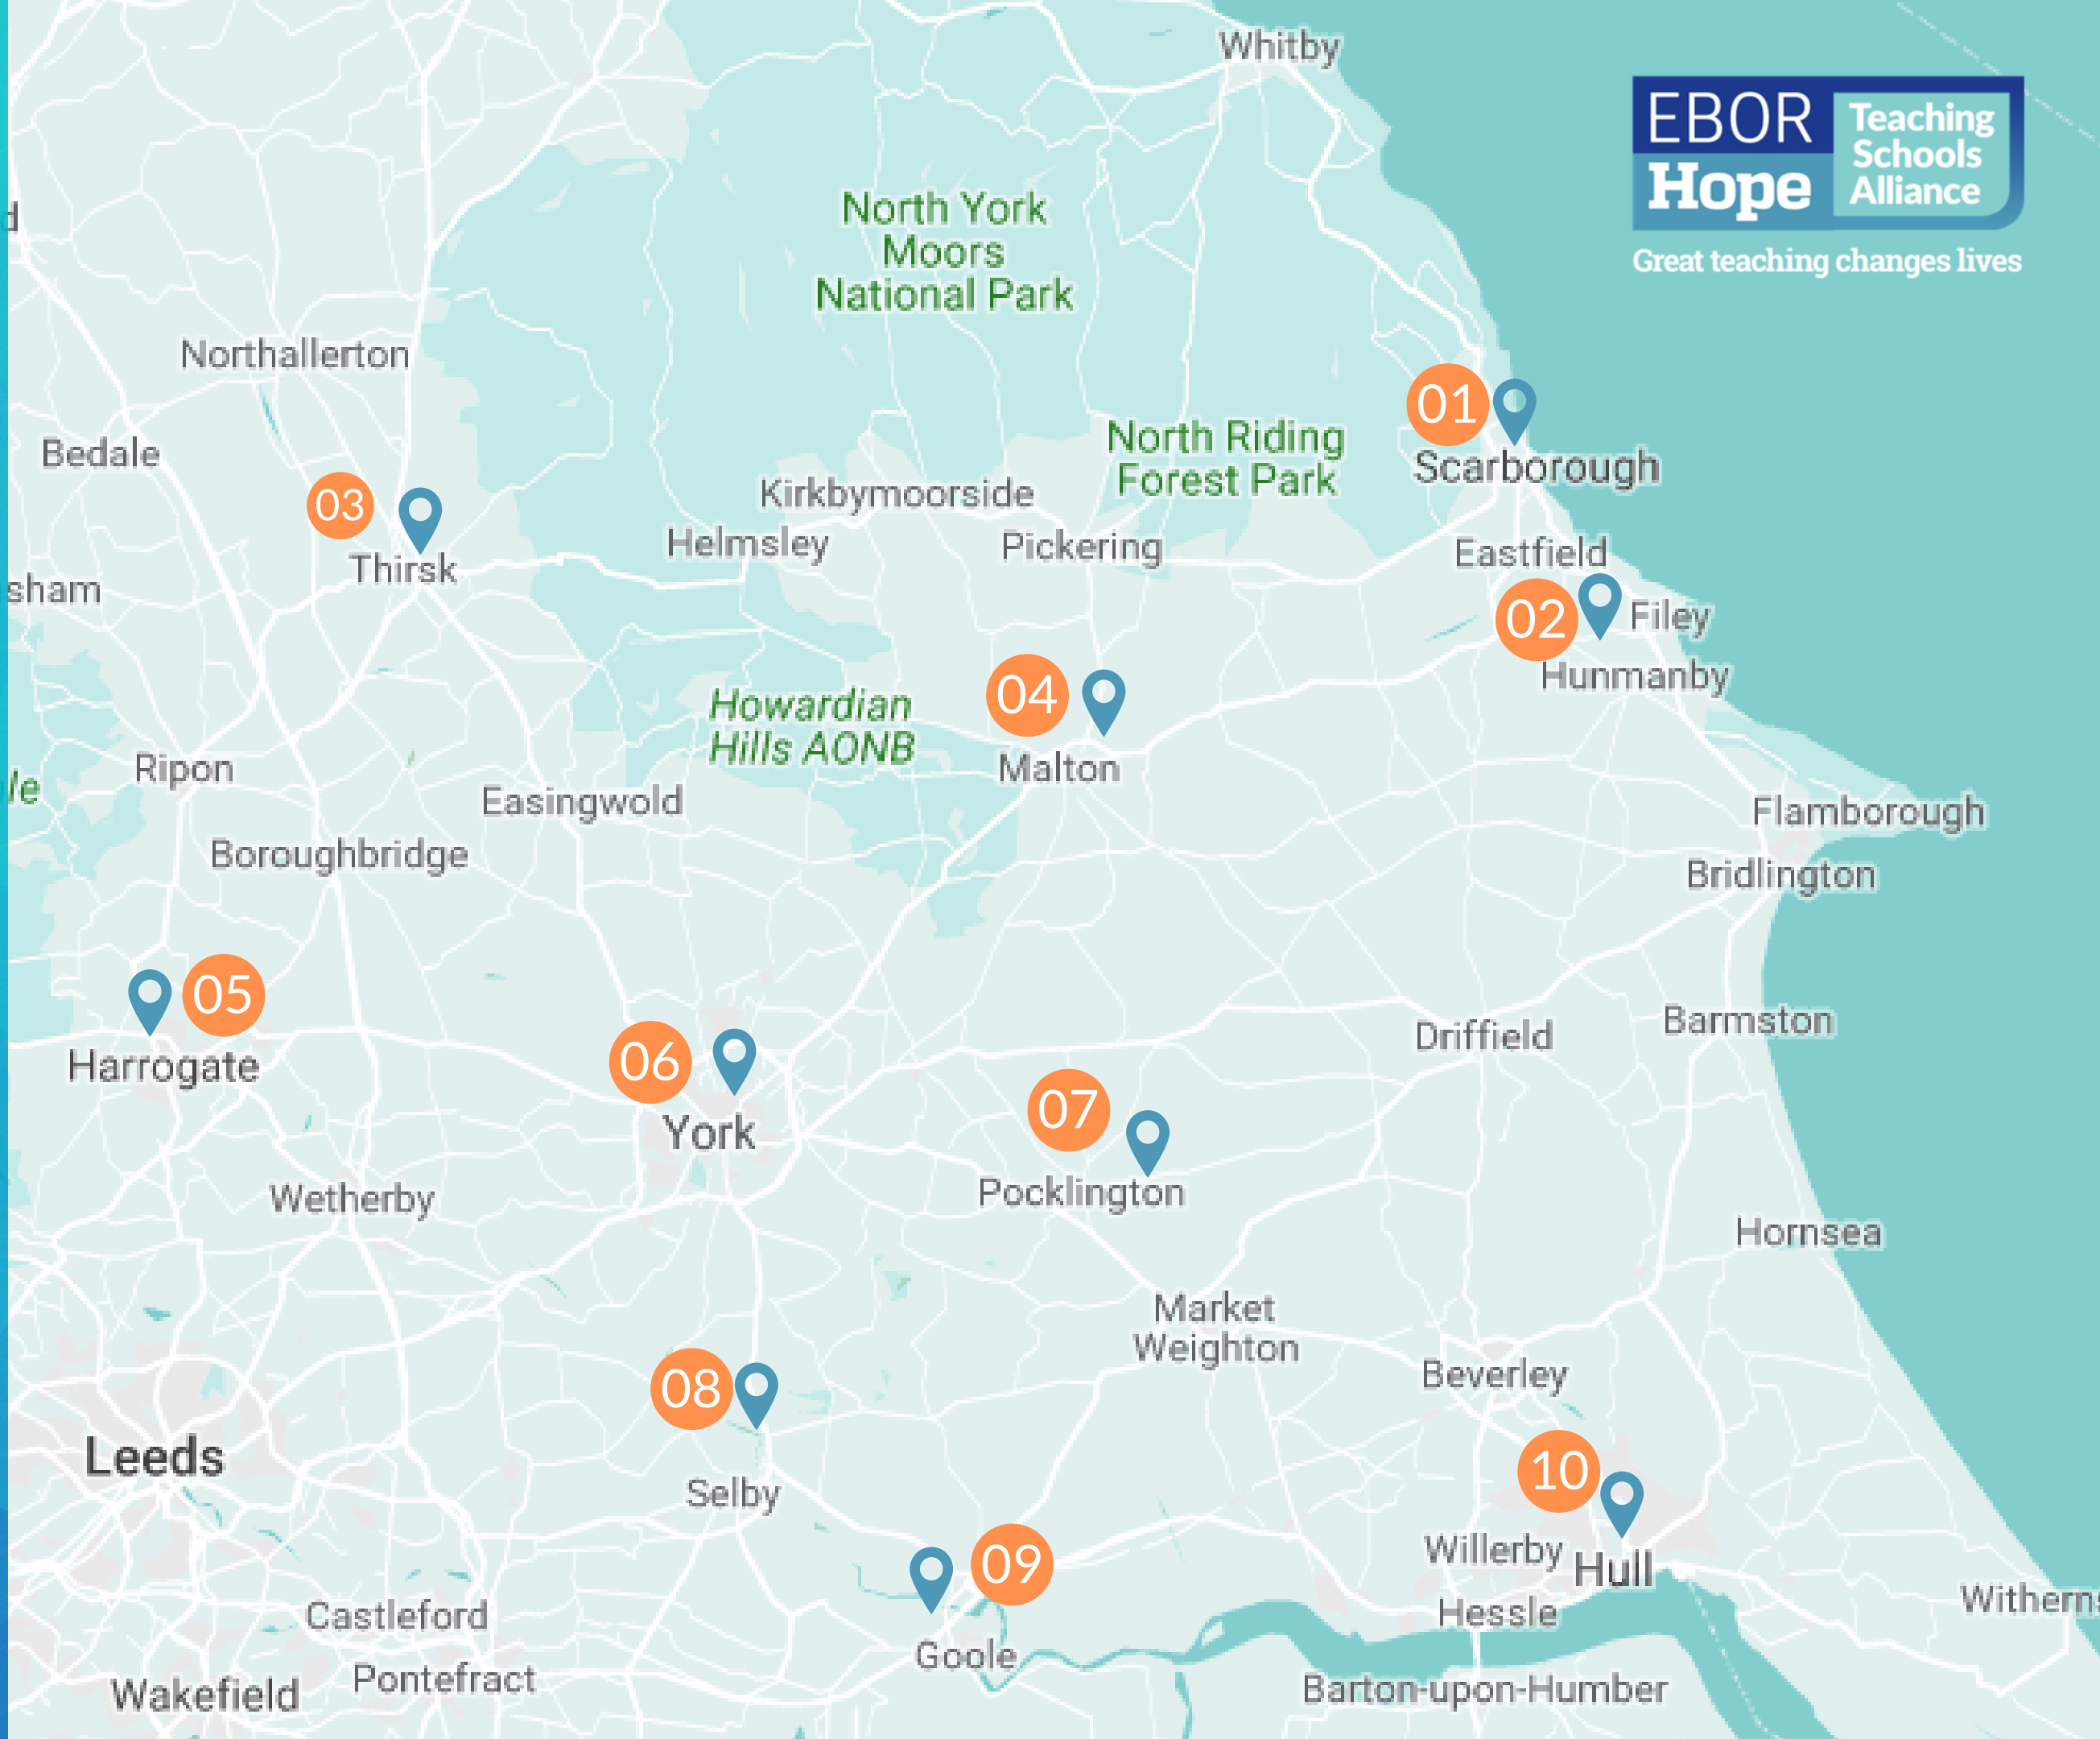 Whitby
EBOR
Hope
Teaching
Schools
Alliance
Great teaching changes lives
d
North York
Moors
National Park
Northallerton
01
Scarborough
Bedale
North Riding
Forest Park
03
Kirkbymoorside
Helmsley
Pickering
Thirsk
Eastfield
sham
02
Filey
Hunmanby
04
Howardian
Hills AONB
Malton
Ripon
le
Easingwold
Flamborough
Boroughbridge
Bridlington
05
Harrogate
06
York
Driffield
Barmston
07
Pocklington
Wetherby
Hornsea
Market
Weighton
08
Beverley
Leeds
Selby
10
Willerby
Hull
09
Castleford
Hessle
Witherns
Goole
Wakefield
Pontefract
Barton-upon-Humber